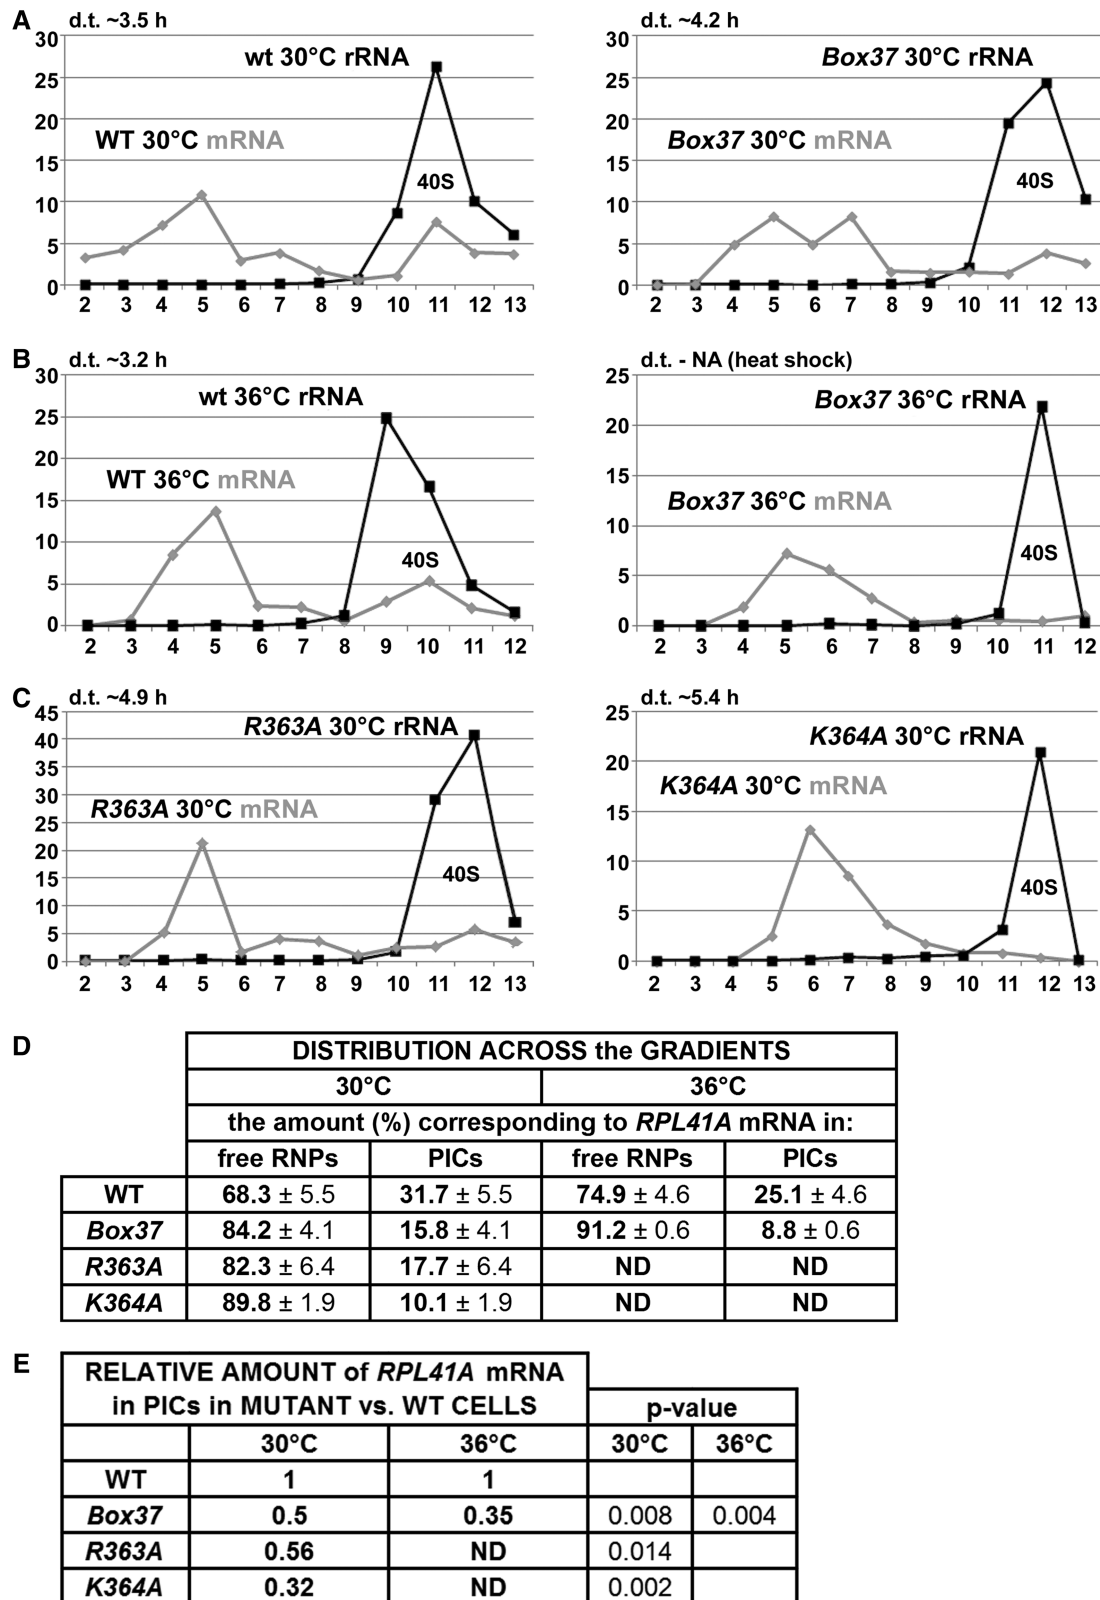 A
d.t. ~3.5 h
30
25
20
15
10
5
0
wt 30°C rRNA
WT 30°C mRNA
40S
2 3 4 5 6 7 8 9 10 11 12 13
d.t. ~4.2 h
30
25
20
15
10
5
0
Box37 30°C rRNA
Box37 30°C mRNA
40S
2 3 4 5 6 7 8 9 10 11 12 13
B
d.t. ~3.2 h
30
25
20
15
10
5
0
wt 36°C rRNA
WT 36°C mRNA
40S
2 3 4 5 6 7 8 9 10 11 12
d.t. - NA (heat shock)
25
20
15
10
5
0
Box37 36°C rRNA
Box37 36°C mRNA
40S
2 3 4 5 6 7 8 9 10 11 12
C
d.t. ~4.9 h
45
40
35
30
25
20
15
10
5
0
R363A 30°C rRNA
R363A 30°C mRNA
40S
2 3 4 5 6 7 8 9 10 11 12 13
d.t. ~5.4 h
25
20
15
10
5
0
K364A 30°C rRNA
K364A 30°C mRNA
40S
2 3 4 5 6 7 8 9 10 11 12 13
D
DISTRIBUTION ACROSS the GRADIENTS
30°C 36°C
the amount (%) corresponding to RPL41A mRNA in:
free RNPs PICs free RNPs PICs
WT 68.3 ± 5.5 31.7 ± 5.5 74.9 ± 4.6 25.1 ± 4.6
Box37 84.2 ± 4.1 15.8 ± 4.1 91.2 ± 0.6 8.8 ± 0.6
R363A 82.3 ± 6.4 17.7 ± 6.4 ND ND
K364A 89.8 ± 1.9 10.1 ± 1.9 ND ND
E
RELATIVE AMOUNT of RPL41A mRNA
in PICs in MUTANT vs. WT CELLS p-value
30°C 36°C 30°C 36°C
WT 1 1
Box37 0.5 0.35 0.008 0.004
R363A 0.56 ND 0.014
K364A 0.32 ND 0.002